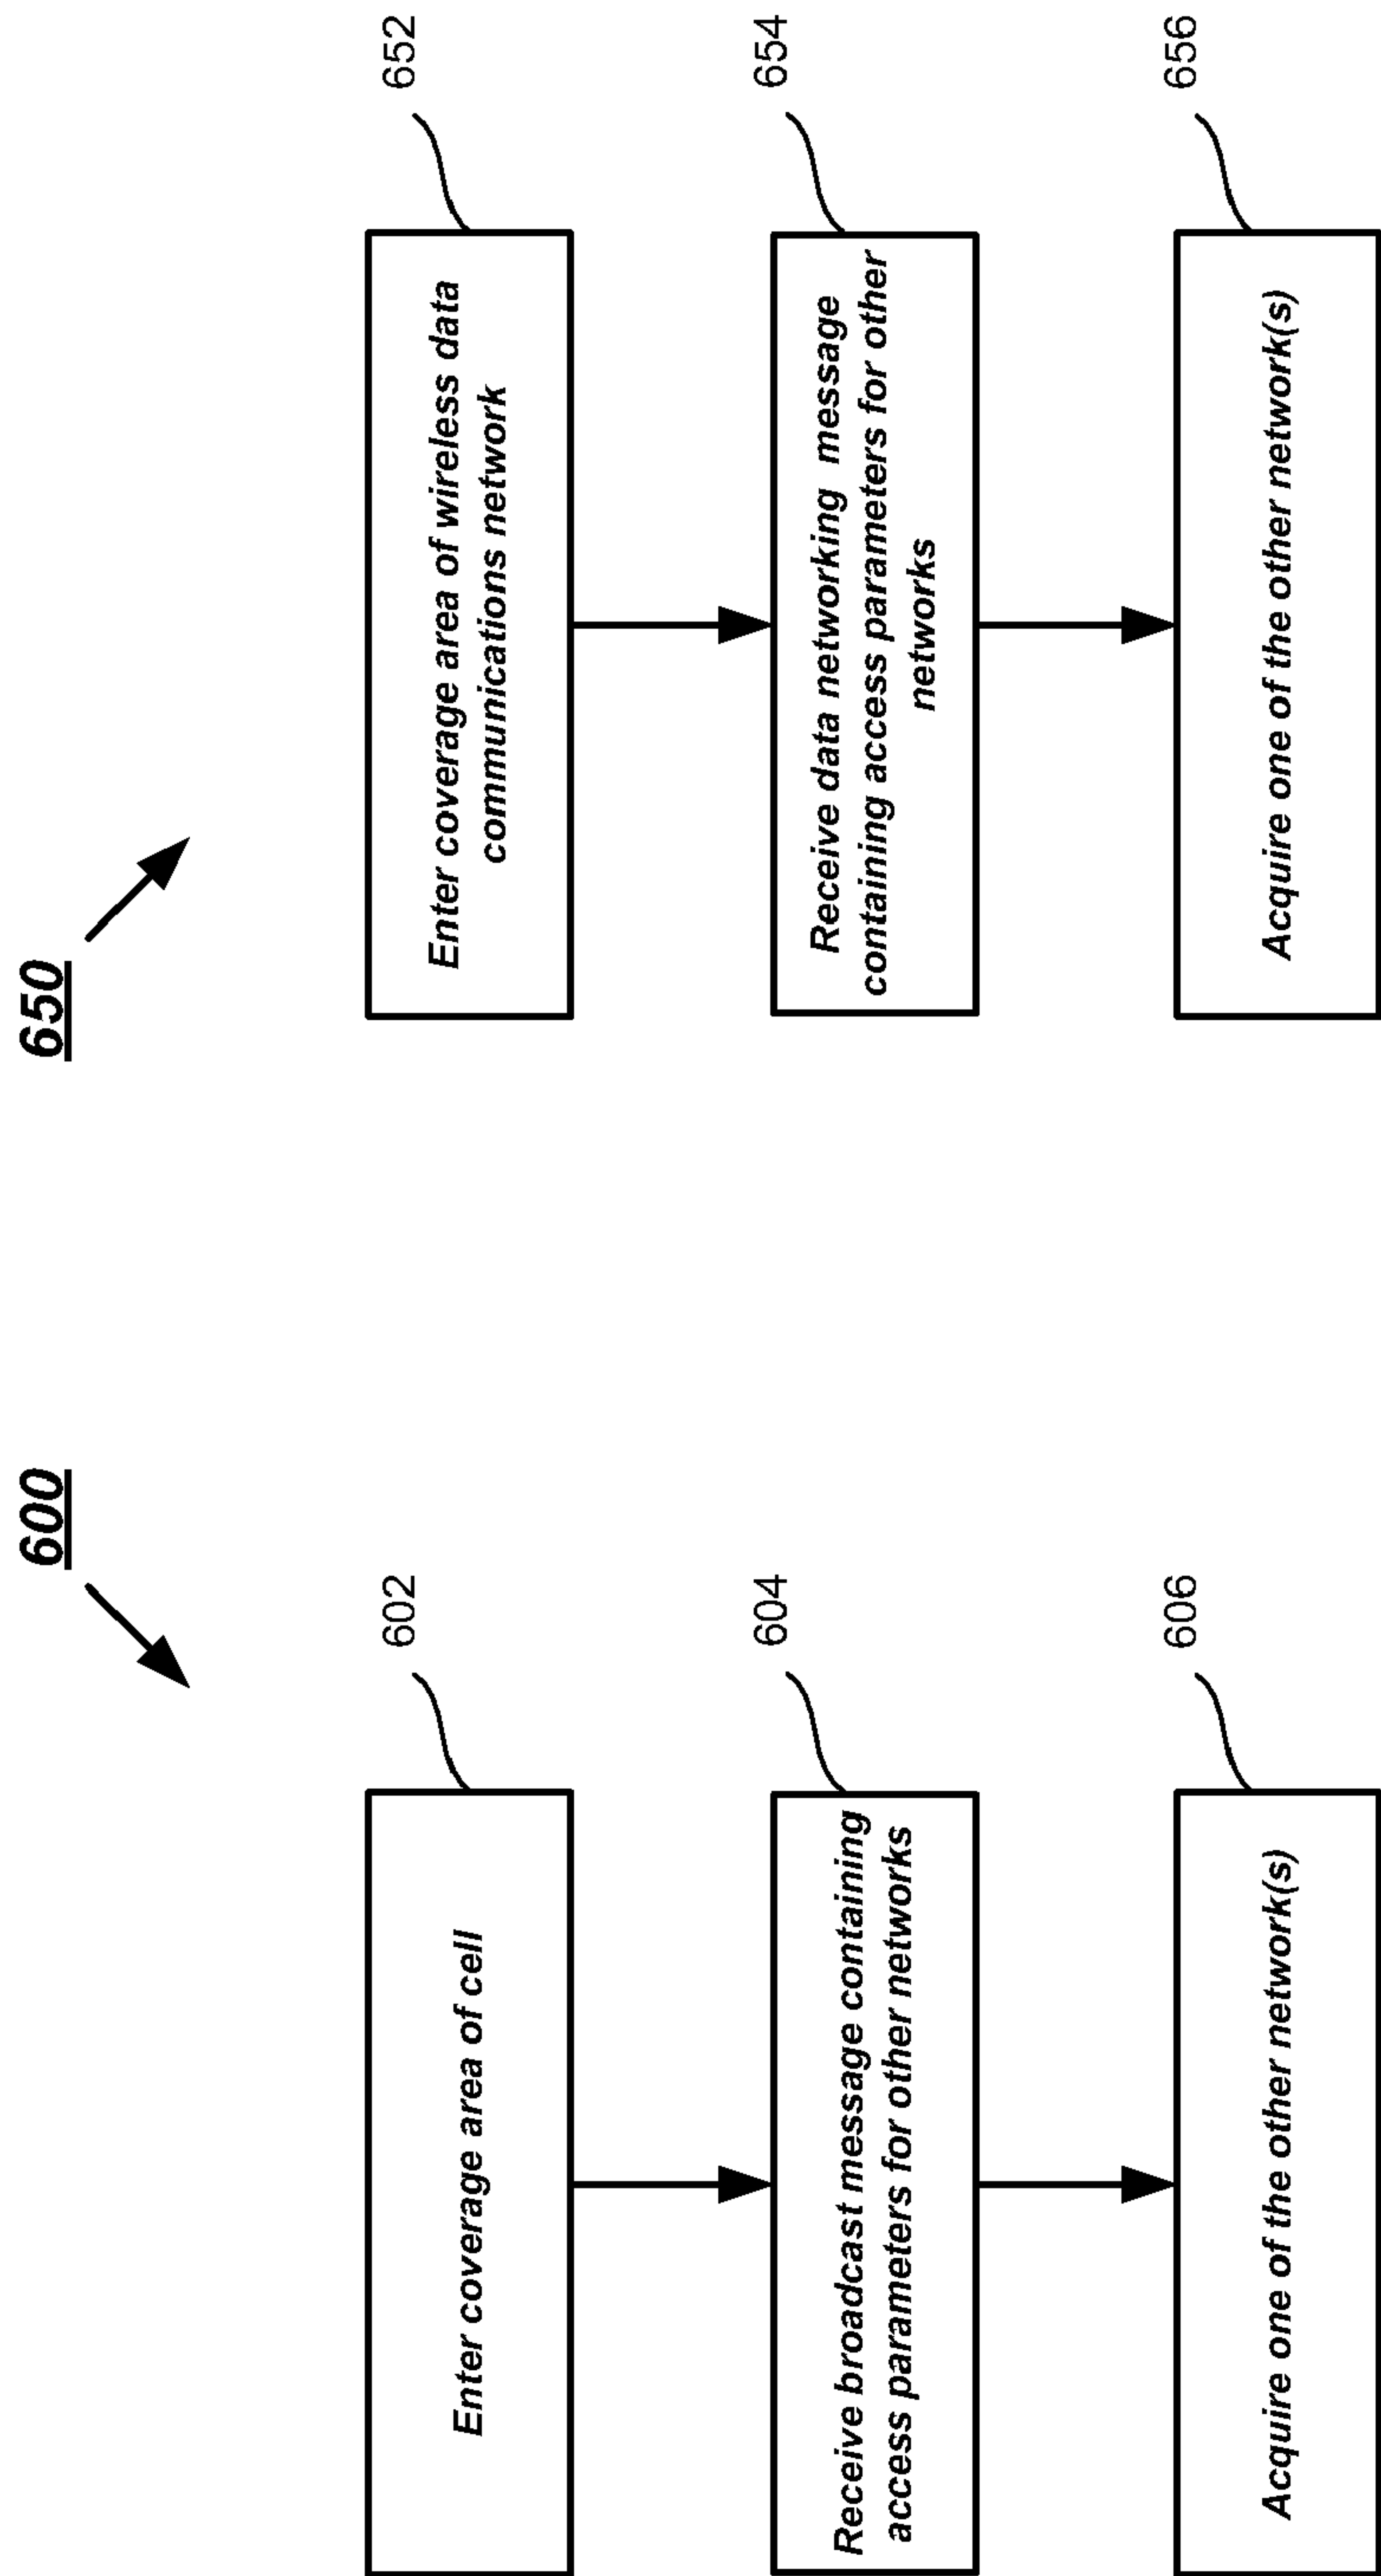 600
602
Enter coverage area of cell
604
Receive broadcast message containing
access parameters for other networks
606
Acquire one of the other network(s)
650
652
Enter coverage area of wireless data
communications network
654
Receive data networking message
containing access parameters for other
networks
656
Acquire one of the other network(s)